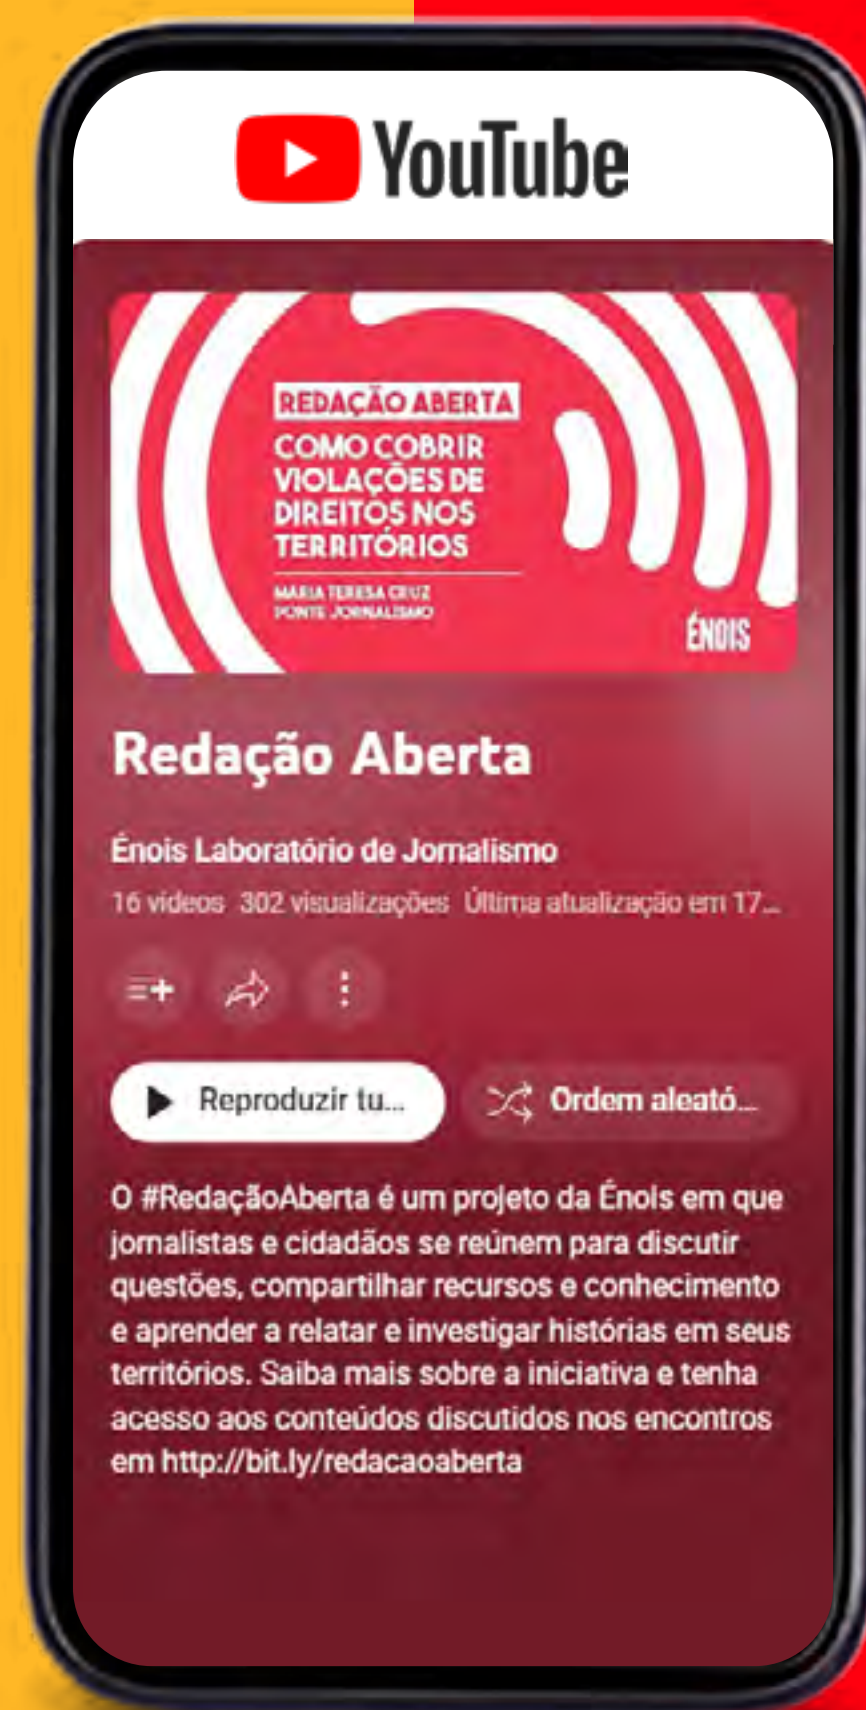 YouTube
REDAÇÃO ABERTA
COMO COBRIR
VIOLAÇÕES DE
DIREITOS NOS
TERRITÓRIOS
MARIA TERESA CRUZ
PONTE JORNALISMO
ÉNOIS
Redação Aberta
Énois Laboratório de Jornalismo
16 vídeos 302 visualizações Última atualização em 17...
Reproduzir tu...
Ordem aleató...
O #RedaçãoAberta é um projeto da Énois em que
jornalistas e cidadãos se reúnem para discutir
questões, compartilhar recursos e conhecimento
e aprender a relatar e investigar histórias em seus
territórios. Saiba mais sobre a iniciativa e tenha
acesso aos conteúdos discutidos nos encontros
em http://bit.ly/redacaoaberta